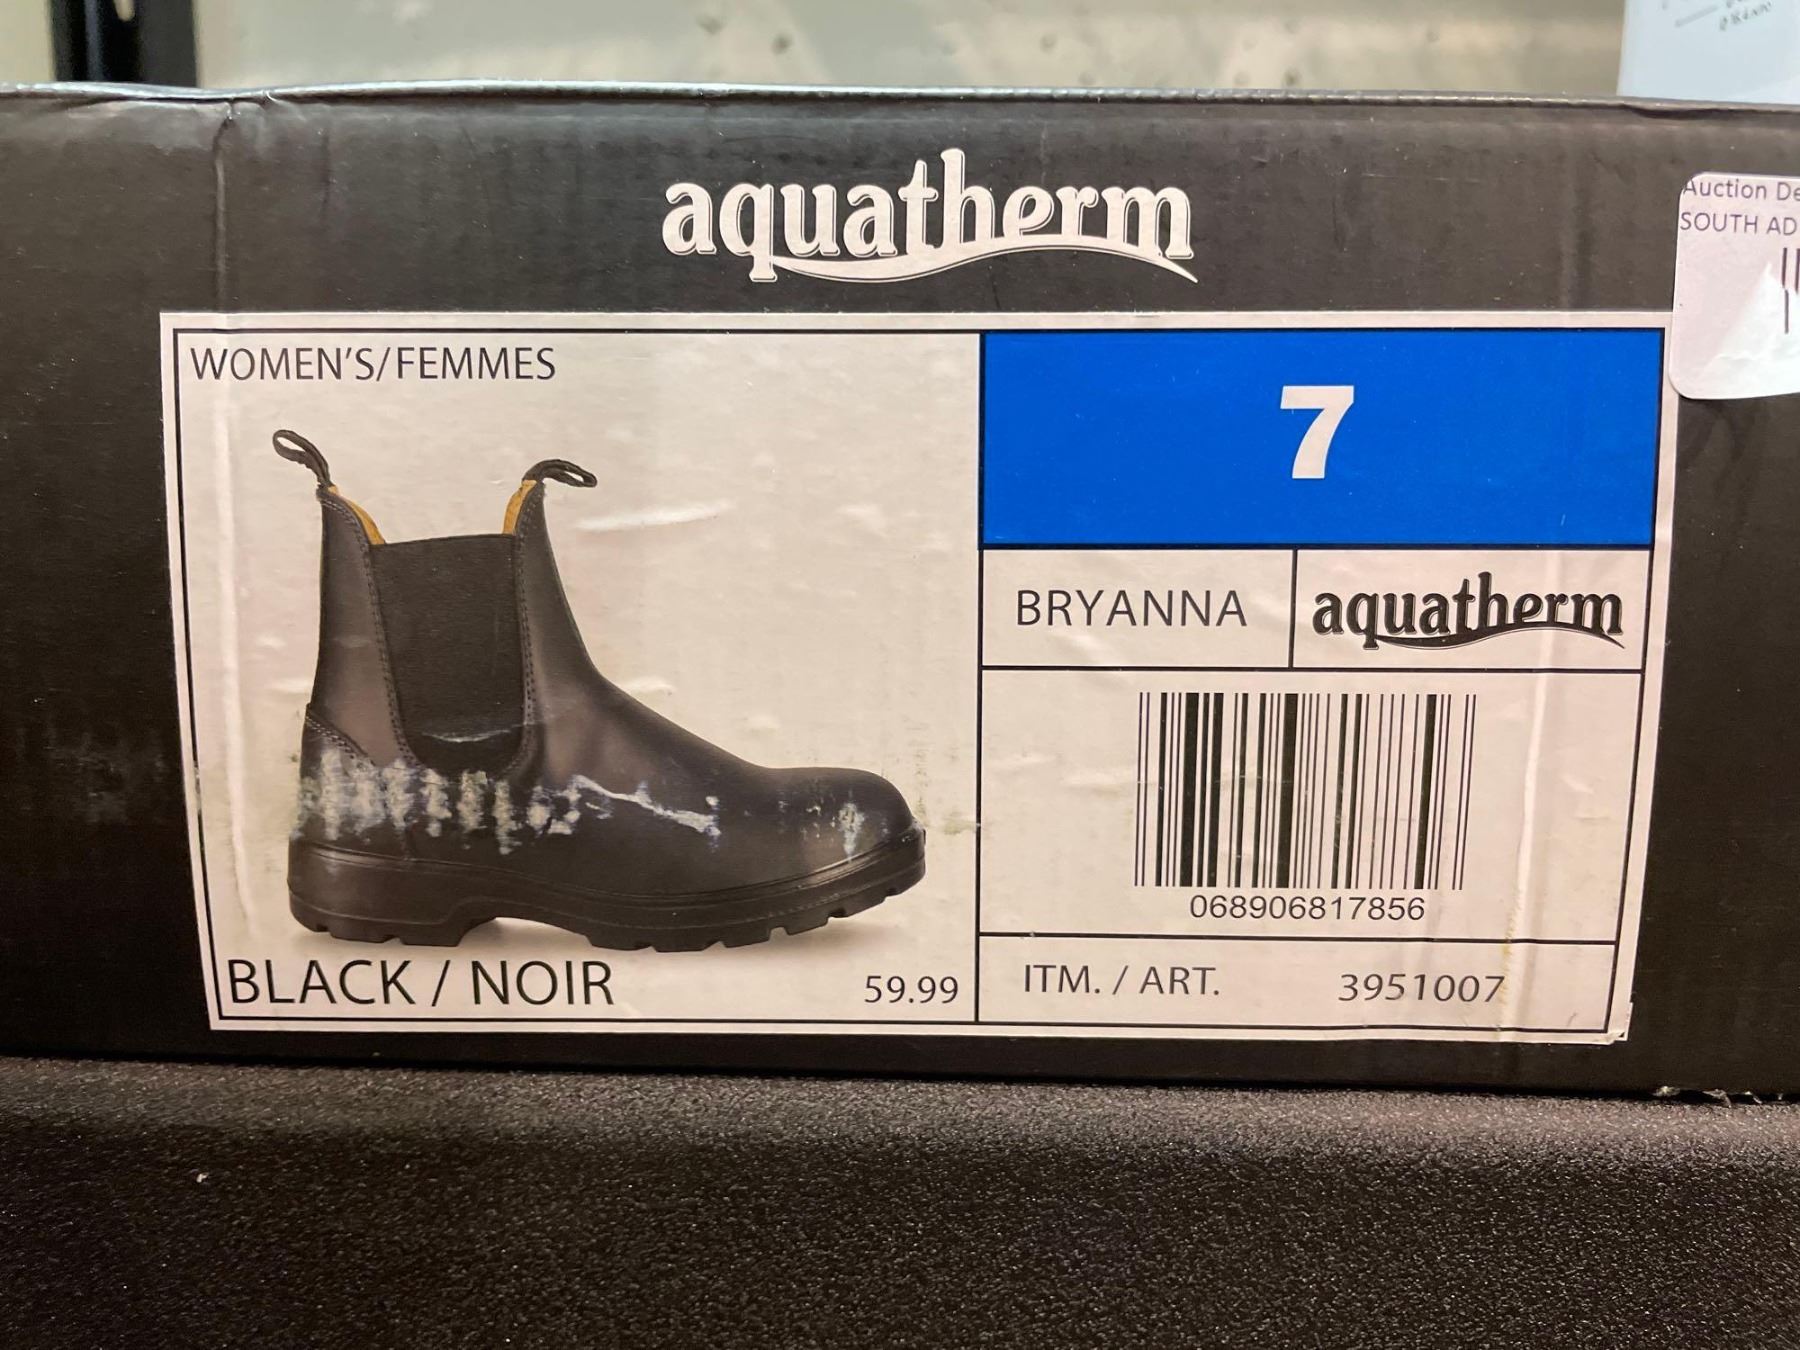 aquatherm
Auction De
SOUTH AD
WOMEN'S/FEMMES
7
BRYANNA
aquatherm
068906817856
BLACK / NOIR
59.99
ITM. / ART.
3951007